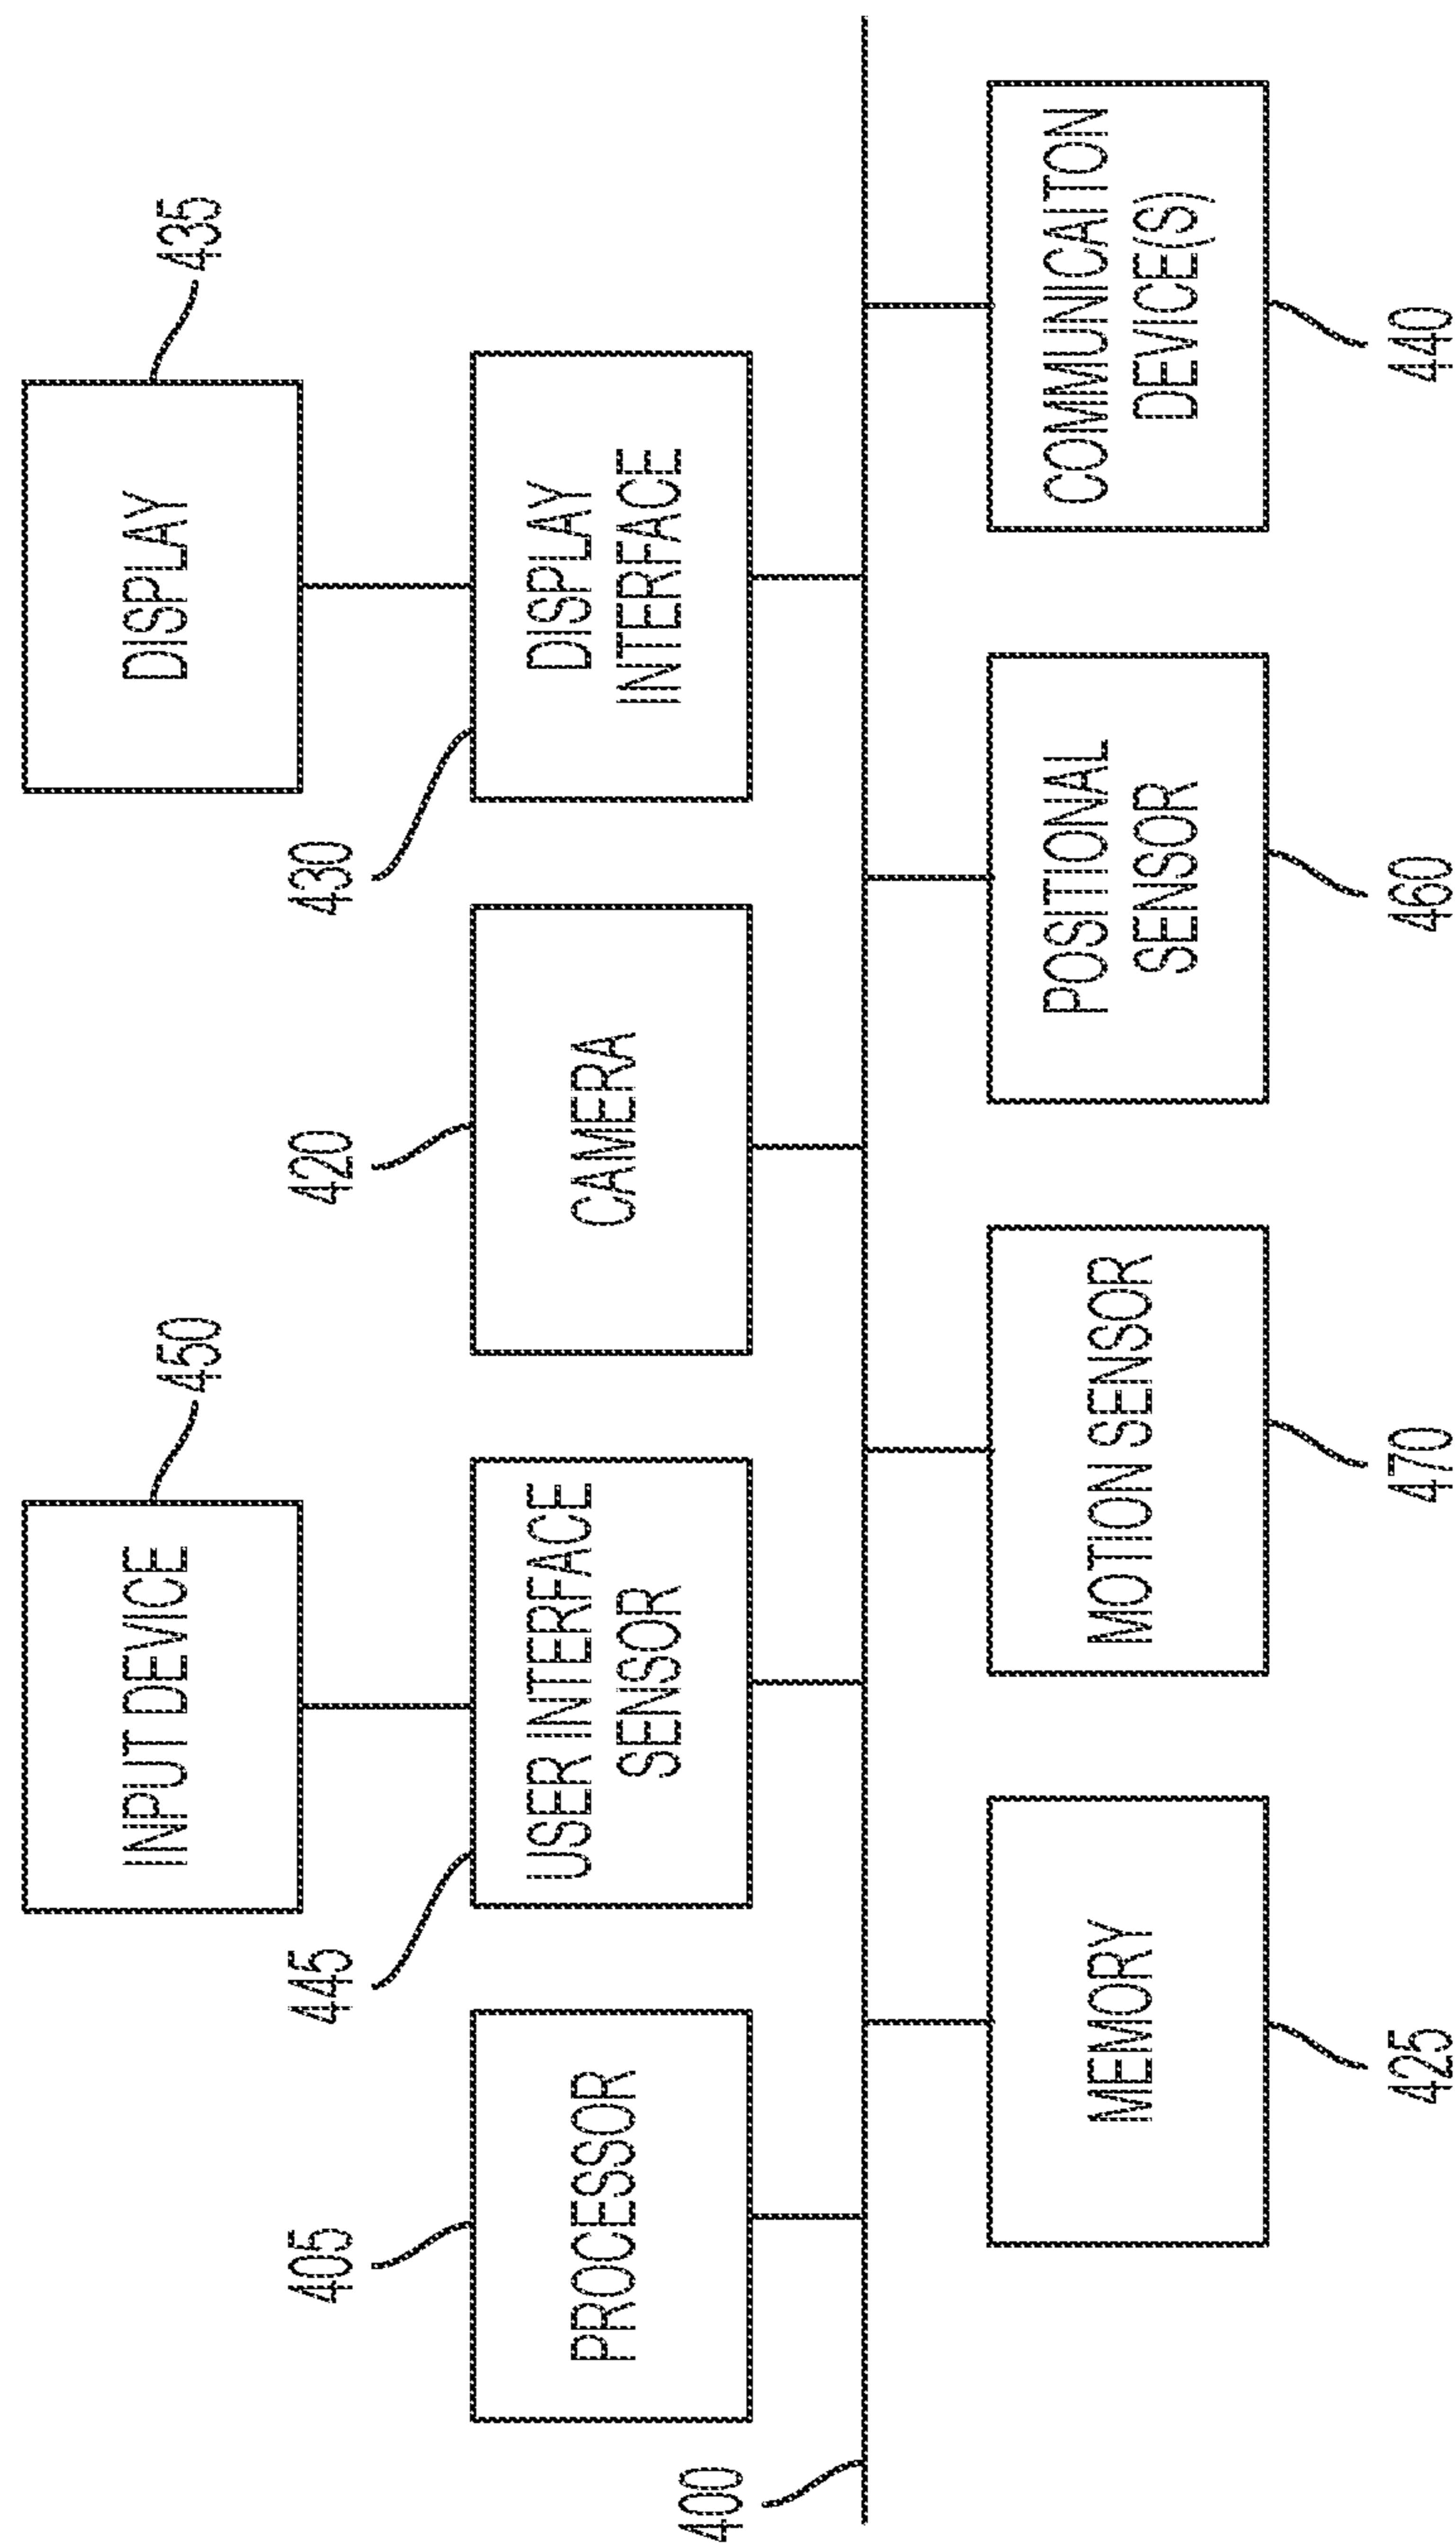 450
INPUT DEVICE
435
DISPLAY
405
PROCESSOR
445
USER INTERFACE
SENSOR
420
CAMERA
430
DISPLAY
INTERFACE
400
MEMORY
425
MOTION SENSOR
470
POSITIONAL
SENSOR
460
COMMUNICAITON
DEVICE(S)
440